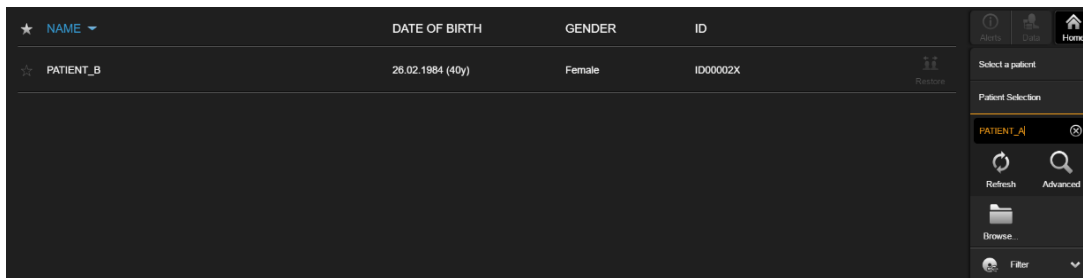 NAME DATE OF BIRTH GENDER ID
PATIENT_B 26.02.1984 (40y) Female ID00002X
Restore
Alerts Data Home
Select a patient
Patient Selection
PATIENT_A
Refresh Advanced
Browse...
Filter